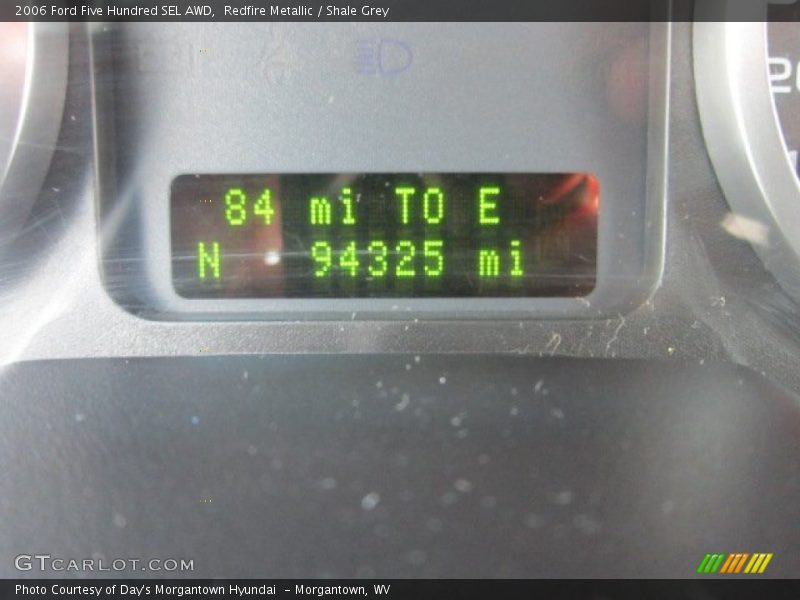 2006 Ford Five Hundred SEL AWD,  Redfire Metallic / Shale Grey
84 mi TO E
N 94325 mi
GTCARLOT.COM
Photo Courtesy of Day's Morgantown Hyundai  - Morgantown, WV